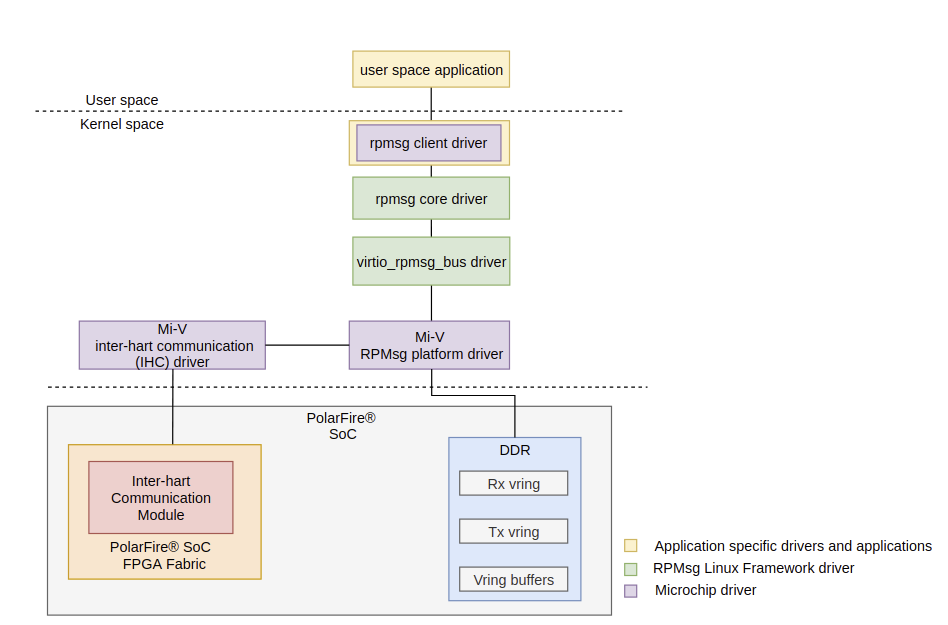 user space application
User space
Kernel space
rpmsg client driver
rpmsg core driver
virtio_rpmsg_bus driver
Mi-V
inter-hart communication
(IHC) driver
Mi-V
RPMsg platform driver
PolarFire®
SoC
Inter-hart
Communication
Module
PolarFire® SoC
FPGA Fabric
DDR
Rx vring
Tx vring
Vring buffers
Application specific drivers and applications
RPMsg Linux Framework driver
Microchip driver